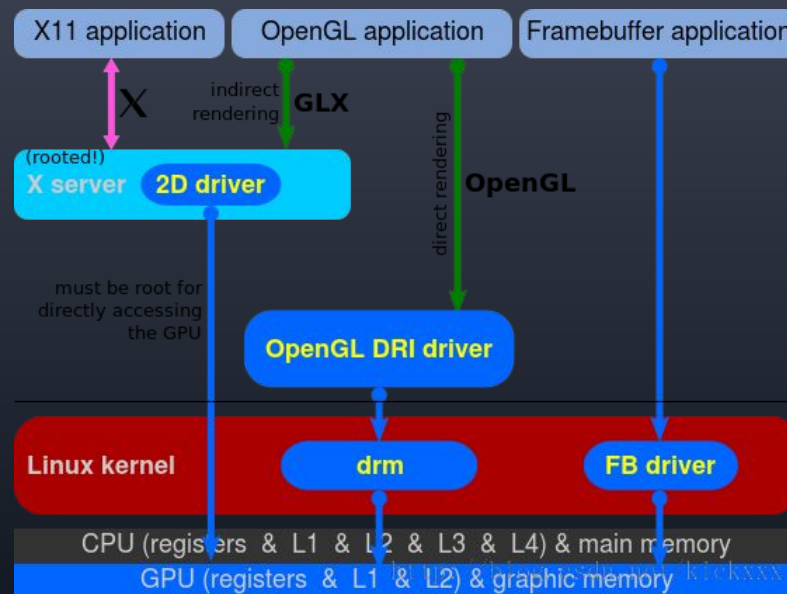 X11 application
OpenGL application
Framebuffer application
X
indirect
rendering
GLX
(rooted!)
X server
2D driver
direct rendering
OpenGL
must be root for
directly accessing
the GPU
OpenGL DRI driver
Linux kernel
drm
FB driver
CPU (registers & L1 & L2 & L3 & L4) & main memory
GPU (registers & L1 & L2) & graphic memory